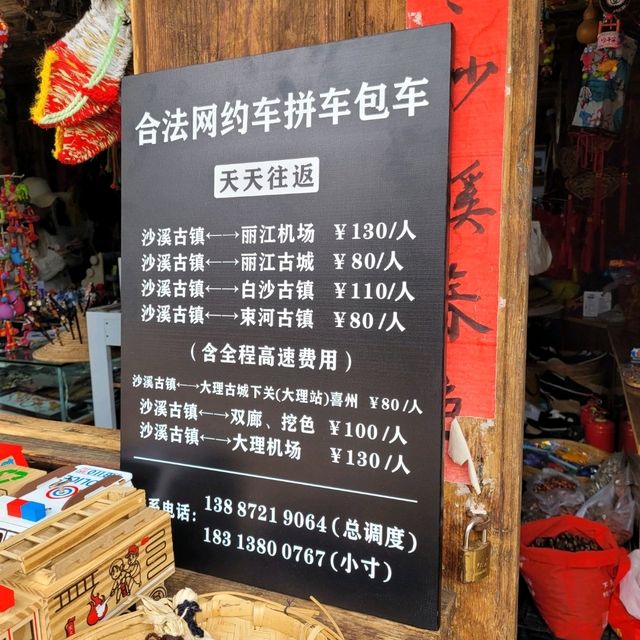 合法网约车拼车包车
天天往返
沙溪古镇←→丽江机场 ￥130/人
沙溪古镇←→丽江古城 ￥80/人
沙溪古镇←→白沙古镇 ￥110/人
沙溪古镇←→束河古镇 ￥80/人
（含全程高速费用）
沙溪古镇←→大理古城下关(大理站)喜州 ￥80/人
沙溪古镇←→双廊、挖色 ￥100/人
沙溪古镇←→大理机场 ￥130/人
系电话：138 8721 9064(总调度)
183 1380 0767(小寸)
沙
溪